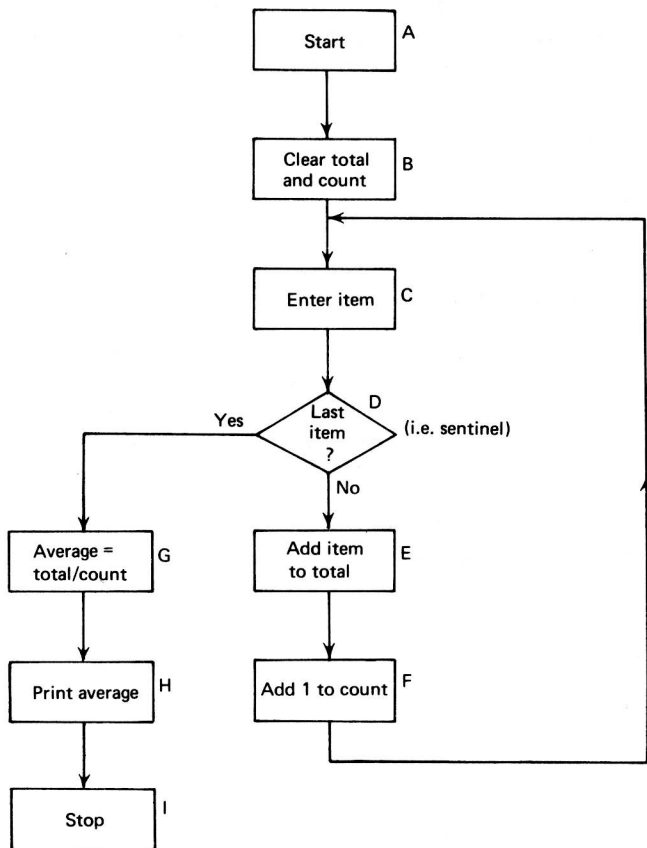 Start
A
Clear total
and count
B
Enter item
C
D
Last
item
?
(i.e. sentinel)
Yes
No
Average =
total/count
G
Add item
to total
E
Print average
H
Add 1 to count
F
Stop
I